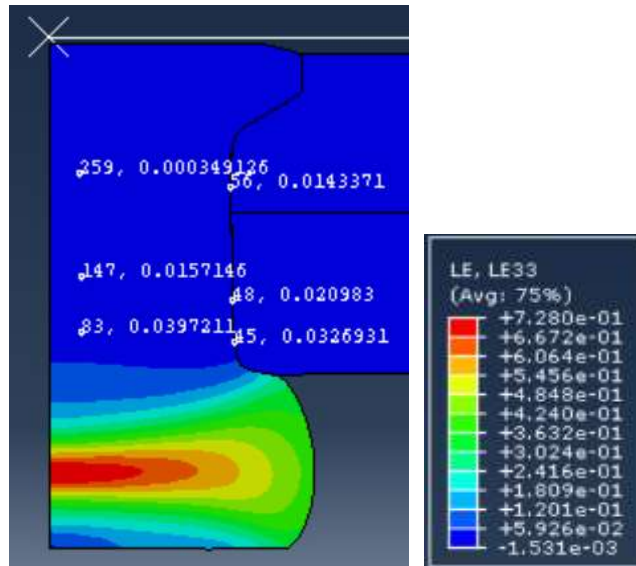 259, 0.000349126
56, 0.0143371
147, 0.0157146
48, 0.020983
83, 0.0397211
45, 0.0326931
LE, LE33
(Avg: 75%)
+7.280e-01
+6.672e-01
+6.064e-01
+5.456e-01
+4.848e-01
+4.240e-01
+3.632e-01
+3.024e-01
+2.416e-01
+1.809e-01
+1.201e-01
+5.926e-02
-1.531e-03